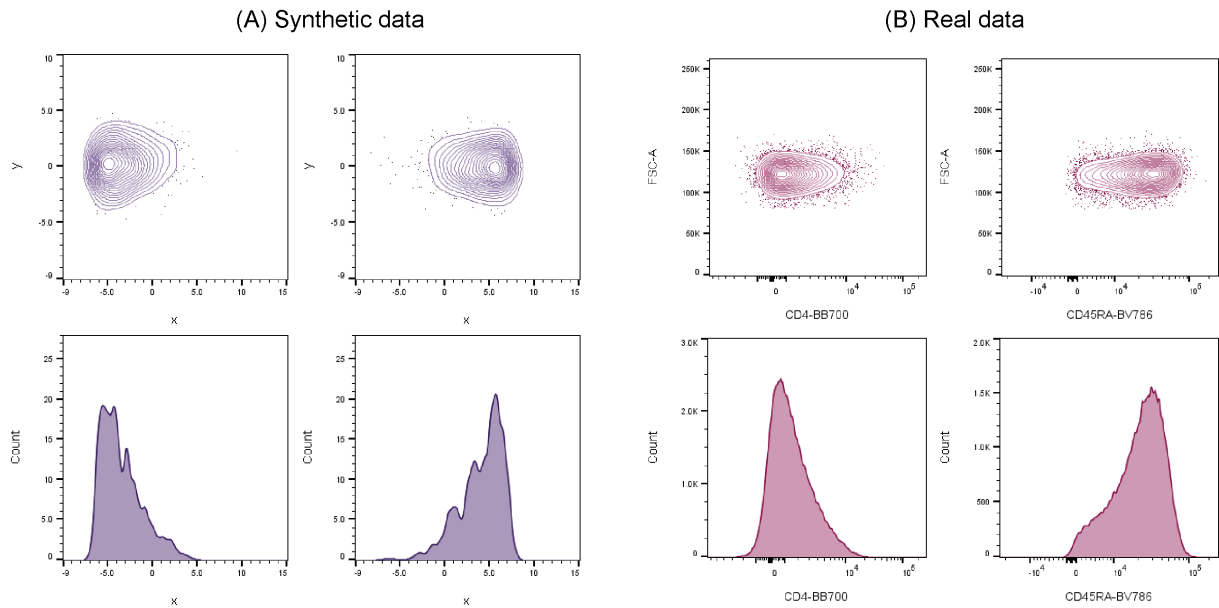 (A) Synthetic data
(B) Real data
10
5.0
0
-5.0
-9
y
-9
-5.0
0
5.0
10
15
x
10
5.0
0
-5.0
-9
y
-9
-5.0
0
5.0
10
15
x
250K
200K
150K
100K
50K
0
FSC-A
0
10^4
10^5
CD4-BB700
250K
200K
150K
100K
50K
0
FSC-A
-10^4
0
10^4
10^5
CD45RA-BV786
25
20
15
10
5.0
0
Count
-9
-5.0
0
5.0
10
15
x
25
20
15
10
5.0
0
Count
-9
-5.0
0
5.0
10
15
x
3.0K
2.0K
1.0K
0
Count
0
10^4
10^5
CD4-BB700
2.0K
1.5K
1.0K
500
0
Count
-10^4
0
10^4
10^5
CD45RA-BV786